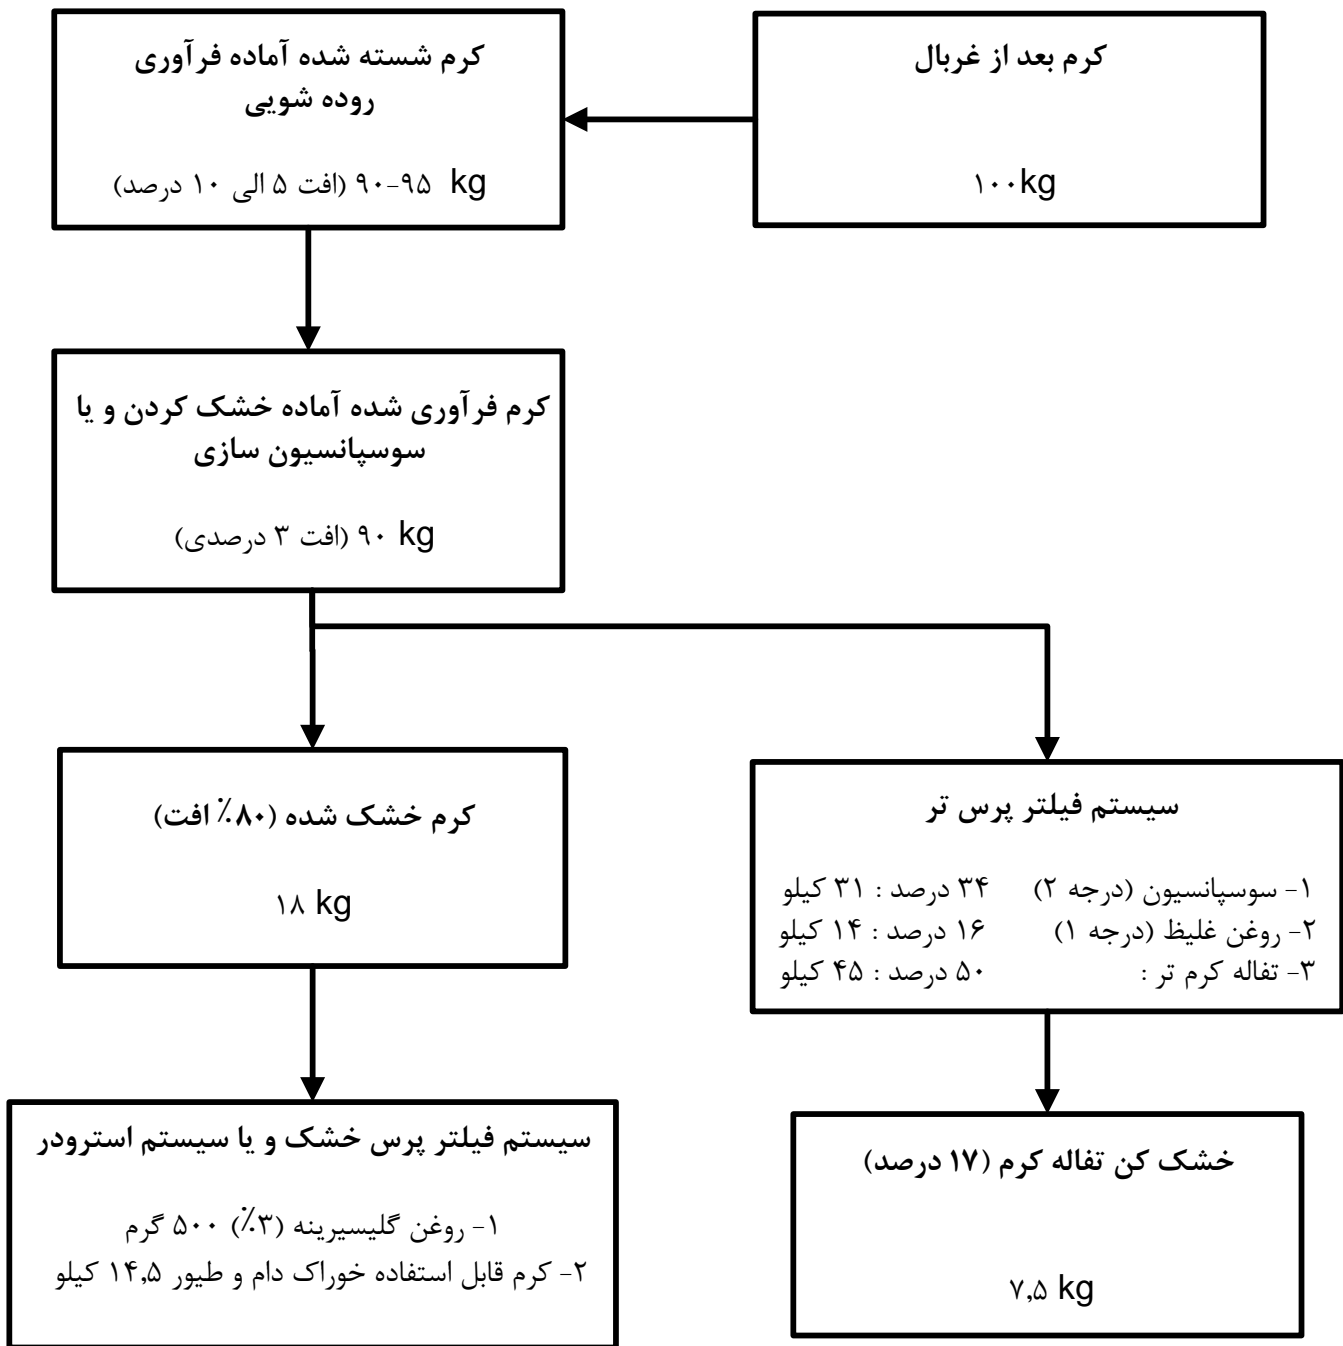 کرم بعد از غربال
۱۰۰kg
کرم شسته شده آماده فرآوری
روده شویی
۹۰-۹۵ kg (افت ۵ الی ۱۰ درصد)
کرم فرآوری شده آماده خشک کردن و یا
سوسپانسیون سازی
۹۰ kg (افت ۳ درصدی)
کرم خشک شده (۸۰٪ افت)
۱۸ kg
سیستم فیلتر پرس خشک و یا سیستم استرودر
۱- روغن گلیسیرینه (۳٪) ۵۰۰ گرم
۲- کرم قابل استفاده خوراک دام و طیور ۱۴,۵ کیلو
سیستم فیلتر پرس تر
۱- سوسپانسیون (درجه ۲) ۳۴ درصد : ۳۱ کیلو
۲- روغن غلیظ (درجه ۱) ۱۶ درصد : ۱۴ کیلو
۳- تفاله کرم تر : ۵۰ درصد : ۴۵ کیلو
خشک کن تفاله کرم (۱۷ درصد)
۷,۵ kg